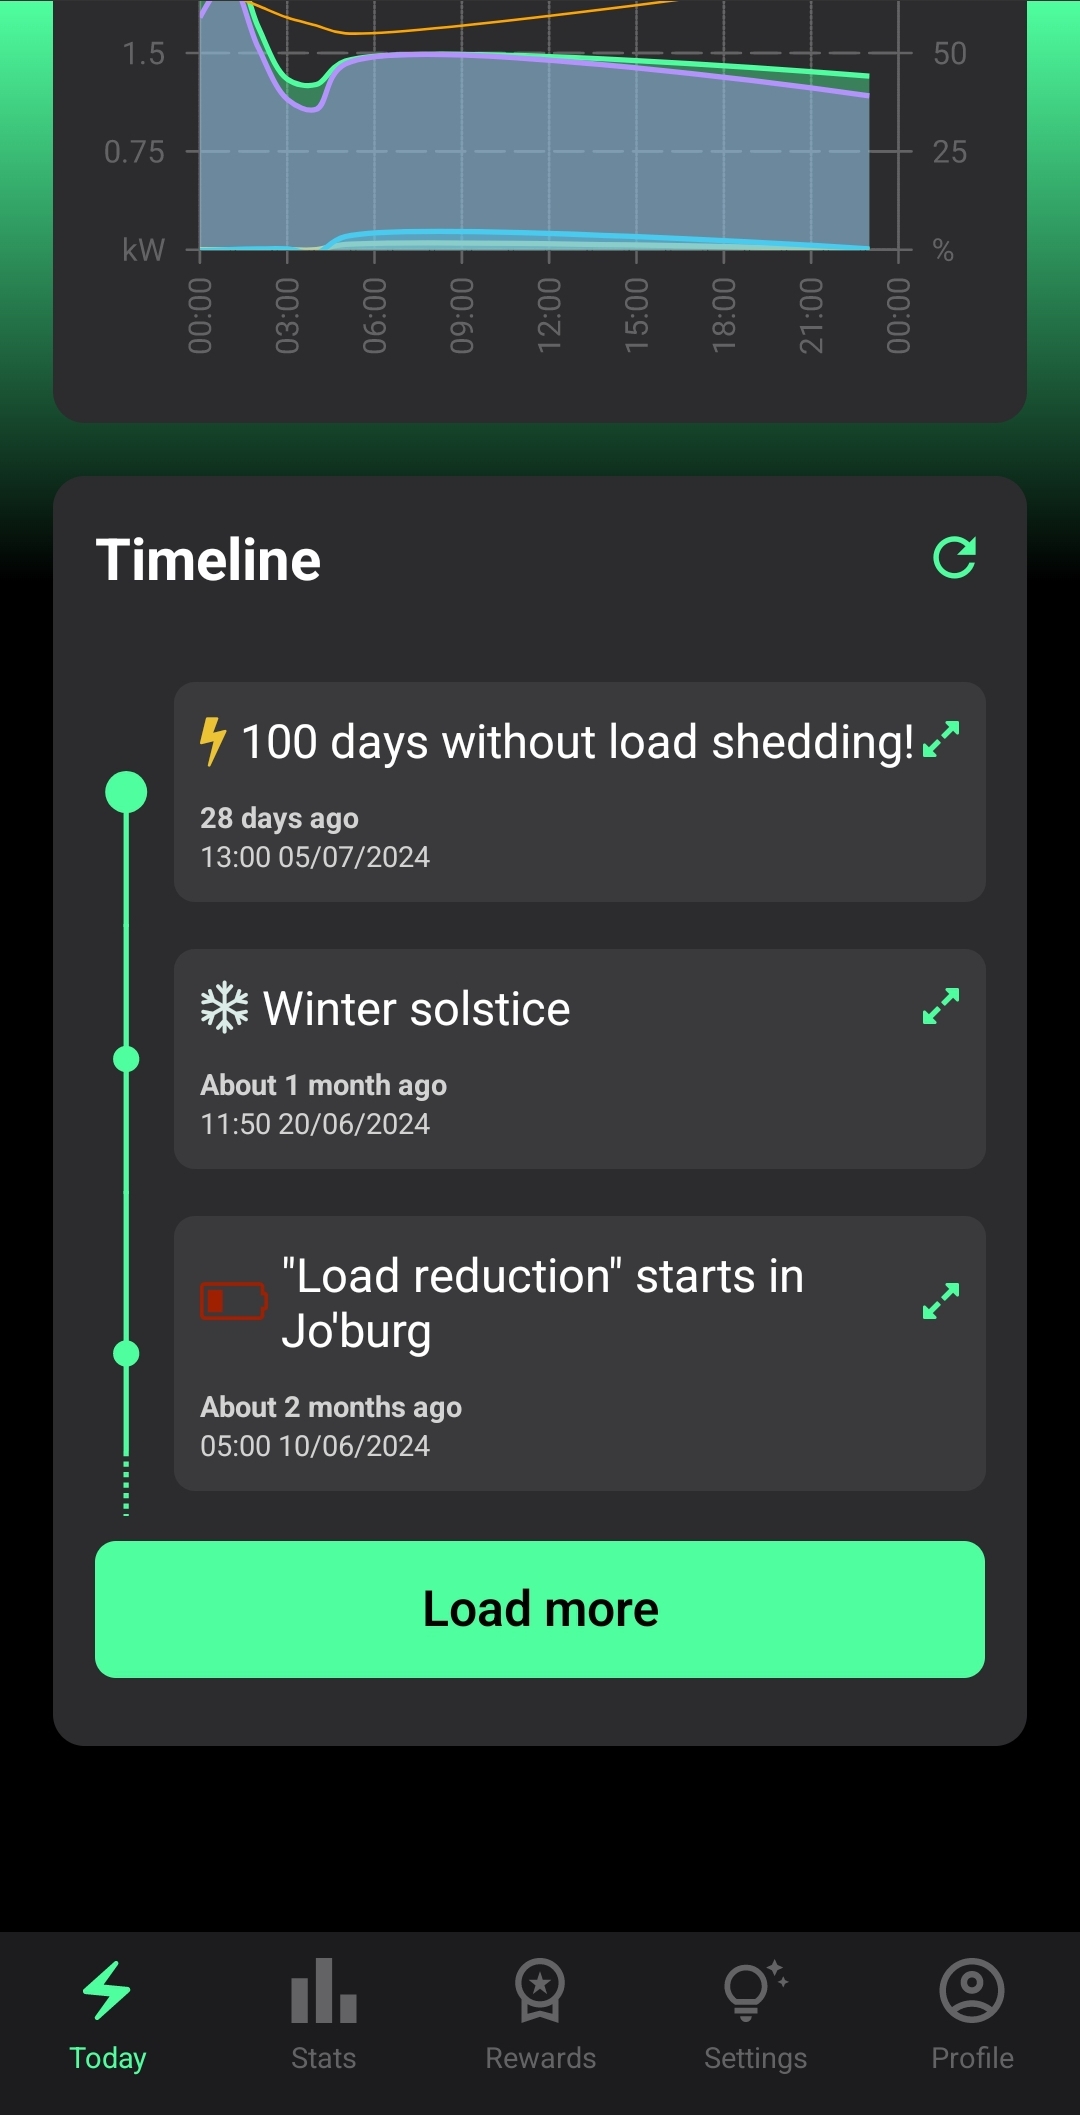 1.5
50
0.75
25
kW
%
00:00
03:00
06:00
09:00
12:00
15:00
18:00
21:00
00:00
Timeline
100 days without load shedding!
28 days ago
13:00 05/07/2024
Winter solstice
About 1 month ago
11:50 20/06/2024
"Load reduction" starts in
Jo'burg
About 2 months ago
05:00 10/06/2024
Load more
Today
Stats
Rewards
Settings
Profile